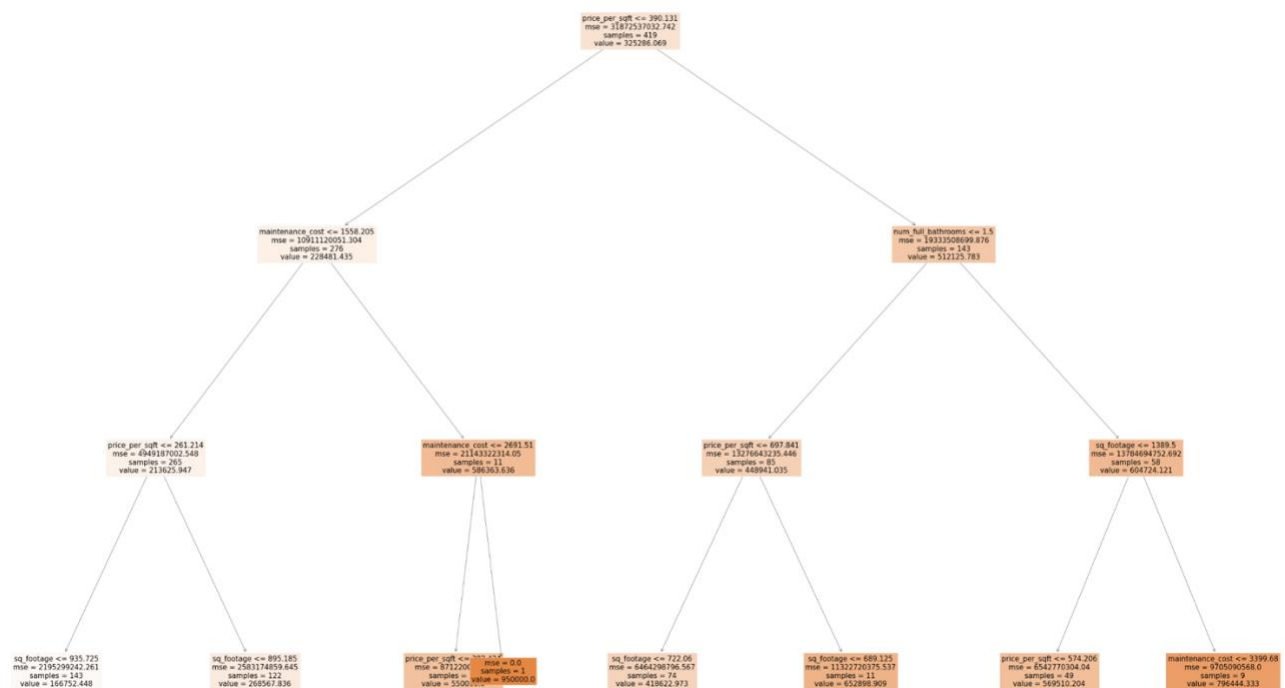 price_per_sqft <= 390.131
mse = 31872537032.742
samples = 419
value = 325286.069
maintenance_cost <= 1558.205
mse = 10911120051.304
samples = 276
value = 228481.435
num_full_bathrooms <= 1.5
mse = 19333508699.876
samples = 143
value = 512125.783
price_per_sqft <= 261.214
mse = 4949187002.548
samples = 265
value = 213625.947
maintenance_cost <= 2691.51
mse = 21143322314.05
samples = 11
value = 586363.636
price_per_sqft <= 697.841
mse = 13276643235.446
samples = 85
value = 448941.035
sq_footage <= 1389.5
mse = 13784694752.692
samples = 58
value = 604724.121
sq_footage <= 935.725
mse = 2195299242.261
samples = 143
value = 166752.448
sq_footage <= 895.185
mse = 2583174859.645
samples = 122
value = 268567.836
price_per_sqft <=
mse =
samples =
value =
mse = 0.0
samples = 1
value = 950000.0
sq_footage <= 722.06
mse = 6464298796.567
samples = 74
value = 418622.973
sq_footage <= 689.125
mse = 11322720375.537
samples = 11
value = 652898.909
price_per_sqft <= 574.206
mse = 6542770304.04
samples = 49
value = 569510.204
maintenance_cost <= 3399.68
mse = 9705090568.0
samples = 9
value = 796444.333